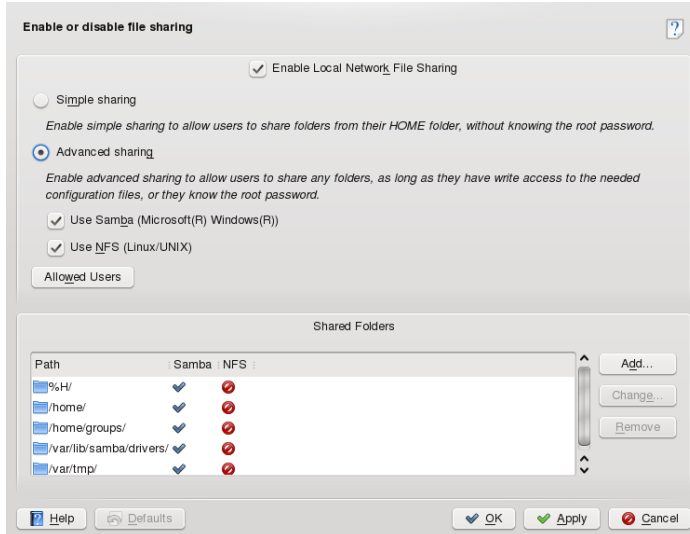 Enable or disable file sharing
Enable Local Network File Sharing
Simple sharing
Enable simple sharing to allow users to share folders from their HOME folder, without knowing the root password.
Advanced sharing
Enable advanced sharing to allow users to share any folders, as long as they have write access to the needed
configuration files, or they know the root password.
Use Samba (Microsoft(R) Windows(R))
Use NFS (Linux/UNIX)
Allowed Users
Shared Folders
Path Samba NFS
%H/
/home/
/home/groups/
/var/lib/samba/drivers/
/var/tmp/
Add...
Change...
Remove
Help Defaults OK Apply Cancel